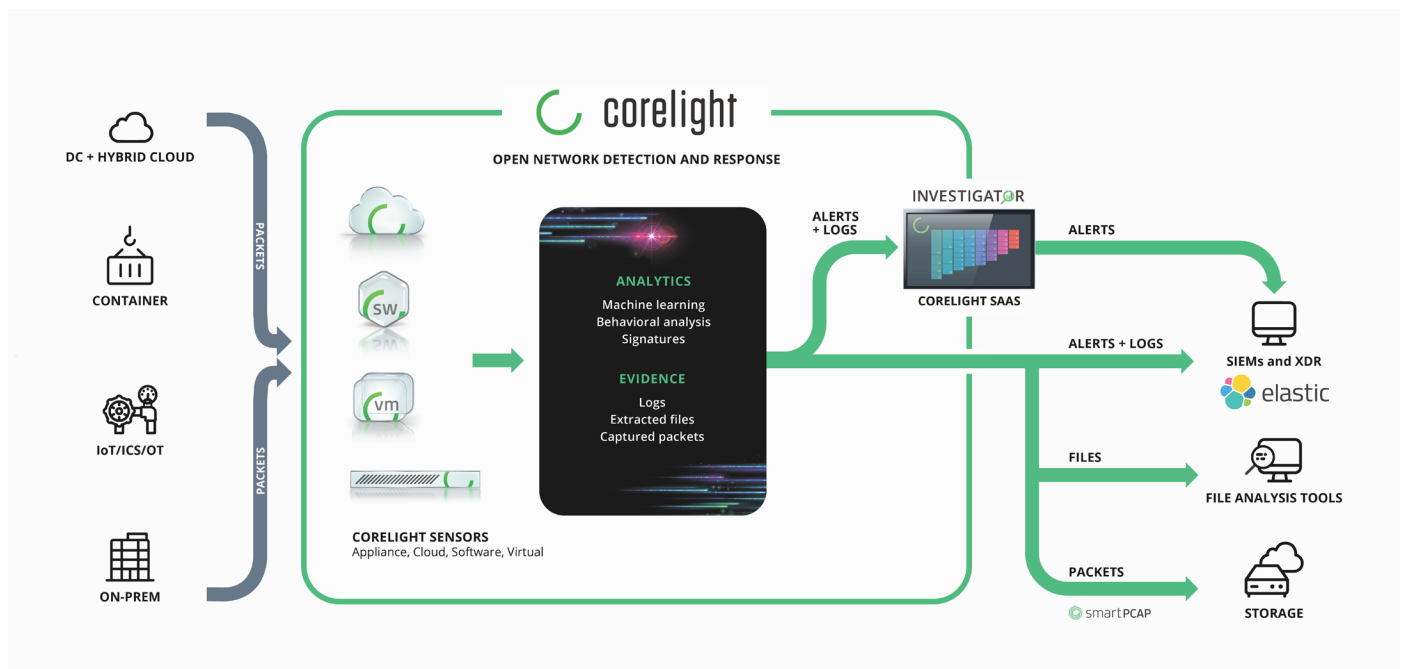 corelight
OPEN NETWORK DETECTION AND RESPONSE
DC + HYBRID CLOUD
CONTAINER
IoT/ICS/OT
ON-PREM
PACKETS
PACKETS
sw
vm
CORELIGHT SENSORS
Appliance, Cloud, Software, Virtual
ANALYTICS
Machine learning
Behavioral analysis
Signatures
EVIDENCE
Logs
Extracted files
Captured packets
ALERTS
+ LOGS
INVESTIGATOR
CORELIGHT SAAS
ALERTS
ALERTS + LOGS
SIEMs and XDR
elastic
FILES
FILE ANALYSIS TOOLS
PACKETS
smartPCAP
STORAGE